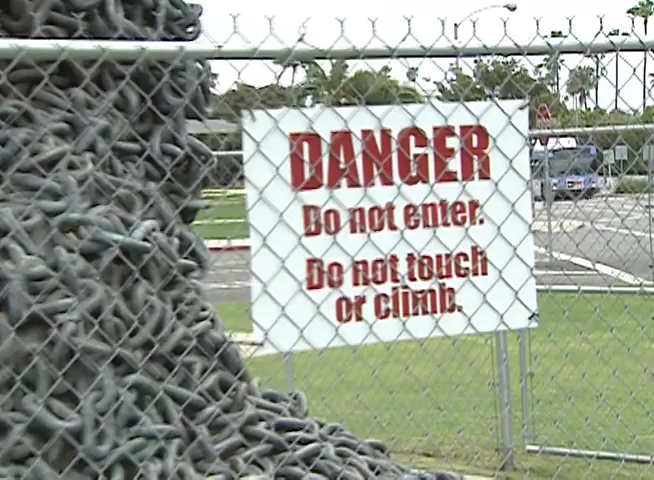 DANGER
Do not enter.
Do not touch
or climb.